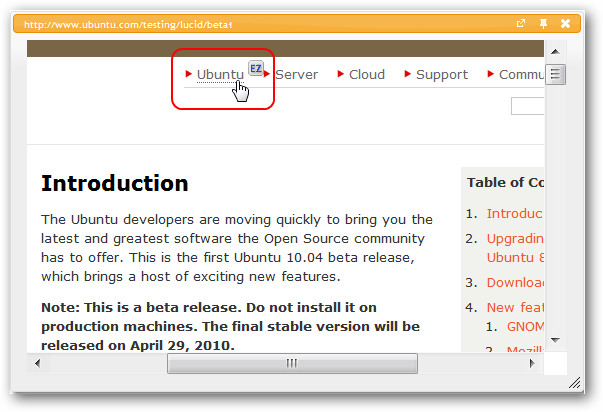 http://www.ubuntu.com/testing/lucid/beta1
Ubuntu EZ Server Cloud Support Commu
Introduction
The Ubuntu developers are moving quickly to bring you the
latest and greatest software the Open Source community
has to offer. This is the first Ubuntu 10.04 beta release,
which brings a host of exciting new features.
Note: This is a beta release. Do not install it on
production machines. The final stable version will be
released on April 29, 2010.
Table of Co
1. Introduc
2. Upgradin
Ubuntu 8
3. Downloa
4. New feat
1. GNOM
2. Mozill